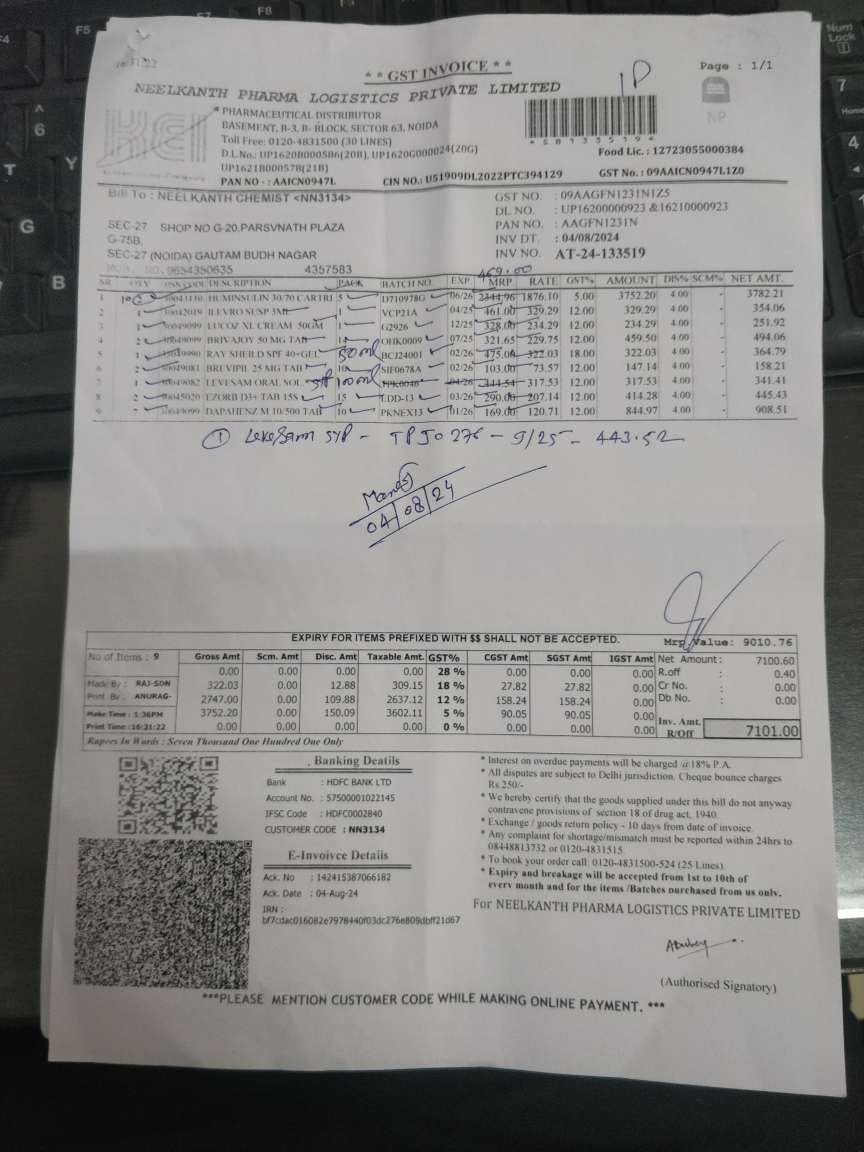 16:31:22
* * GST INVOICE * *
1P
Page : 1/1
NEELKANTH PHARMA LOGISTICS PRIVATE LIMITED
PHARMACEUTICAL DISTRIBUTOR
BASEMENT, B-3, B- BLOCK, SECTOR 63, NOIDA
Toll Free: 0120-4831500 (30 LINES)
D.L.No.: UP1620B000586(20B), UP1620G000024(20G)
UP1621B000578(21B)
PAN NO - : AAICN0947L
CIN NO.: U51909DL2022PTC394129
*581335194*
NP
Food Lic. : 12723055000384
GST No. : 09AAICN0947L1Z0
Bill To : NEELKANTH CHEMIST <NN3134>
SEC-27 SHOP NO G-20,PARSVNATH PLAZA
G-75B,
SEC-27 (NOIDA) GAUTAM BUDH NAGAR
MOB. NO.9654350635 4357583
GST NO. : 09AAGFN1231N1Z5
DL NO. : UP16200000923 &16210000923
PAN NO. : AAGFN1231N
INV DT. : 04/08/2024
INV NO. AT-24-133519
469.00
SR QTY HSN CODE DESCRIPTION PACK BATCH NO. EXP MRP. RATE GST% AMOUNT DIS% SCM% NET AMT.
1 10 2 30043110 HUMINSULIN 30/70 CARTRI 5 D710978G 06/26 2344.96 1876.10 5.00 3752.20 4.00 - 3782.21
2 1 30042019 ILEVRO SUSP 3ML 1 VCP21A 04/25 461.00 329.29 12.00 329.29 4.00 - 354.06
3 1 30049099 LUCOZ XL CREAM 50GM 1 G2926 12/25 328.00 234.29 12.00 234.29 4.00 - 251.92
4 2 30049099 BRIVAJOY 50 MG TAB 14 OHK0009 07/25 321.65 229.75 12.00 459.50 4.00 - 494.06
5 1 RAY SHIELD SPF 40+GEL 50ml BCJ24001 02/26 475.00 322.03 18.00 322.03 4.00 - 364.79
6 2 30049081 BREVIPIL 25 MG TAB 10 SIF0678A 02/26 103.00 73.57 12.00 147.14 4.00 - 158.21
7 1 30049082 LEVESAM ORAL SOL 100ml 04/26 444.54 317.53 12.00 317.53 4.00 - 341.41
8 2 30045020 EZORB D3+ TAB 15S 15 EDD-13 03/26 290.00 207.14 12.00 414.28 4.00 - 445.43
9 7 30049099 DAPAHENZ M 10/500 TAB 10 PKNEX13 01/26 169.00 120.71 12.00 844.97 4.00 - 908.51
1 Levesam SYP - TPJ0276 - 9/25 - 443.52
04/08/24
EXPIRY FOR ITEMS PREFIXED WITH $$ SHALL NOT BE ACCEPTED.
Mrp Value: 9010.76
No of Items : 9
Made By : RAJ-SDN
Print By : ANURAG-
Make Time : 1:36PM
Print Time :16:31:22
Gross Amt Scm. Amt Disc. Amt Taxable Amt. GST% CGST Amt SGST Amt IGST Amt
0.00 0.00 0.00 0.00 28 % 0.00 0.00 0.00
322.03 0.00 12.88 309.15 18 % 27.82 27.82 0.00
2747.00 0.00 109.88 2637.12 12 % 158.24 158.24 0.00
3752.20 0.00 150.09 3602.11 5 % 90.05 90.05 0.00
0.00 0.00 0.00 0.00 0 % 0.00 0.00 0.00
Net Amount: 7100.60
R.off : 0.40
Cr No. : 0.00
Db No. : 0.00
Inv. Amt. R/Off 7101.00
Rupees In Words : Seven Thousand One Hundred One Only
. Banking Deatils
Bank : HDFC BANK LTD
Account No. : 57500001022145
IFSC Code : HDFC0002840
CUSTOMER CODE : NN3134
E-Invoivce Details
Ack. No : 142415387066182
Ack. Date : 04-Aug-24
IRN :
bf7cdac016082e7978440f03dc276e809dbff21d67
* Interest on overdue payments will be charged @18% P.A.
* All disputes are subject to Delhi jurisdiction. Cheque bounce charges
Rs.250/-
* We hereby certify that the goods supplied under this bill do not anyway
contravene provisions of section 18 of drug act, 1940.
* Exchange / goods return policy - 10 days from date of invoice.
* Any complaint for shortage/mismatch must be reported within 24hrs to
08448813732 or 0120-4831515.
* To book your order call: 0120-4831500-524 (25 Lines).
* Expiry and breakage will be accepted from 1st to 10th of
every month and for the items /Batches purchased from us only.
For NEELKANTH PHARMA LOGISTICS PRIVATE LIMITED
(Authorised Signatory)
***PLEASE MENTION CUSTOMER CODE WHILE MAKING ONLINE PAYMENT. ***